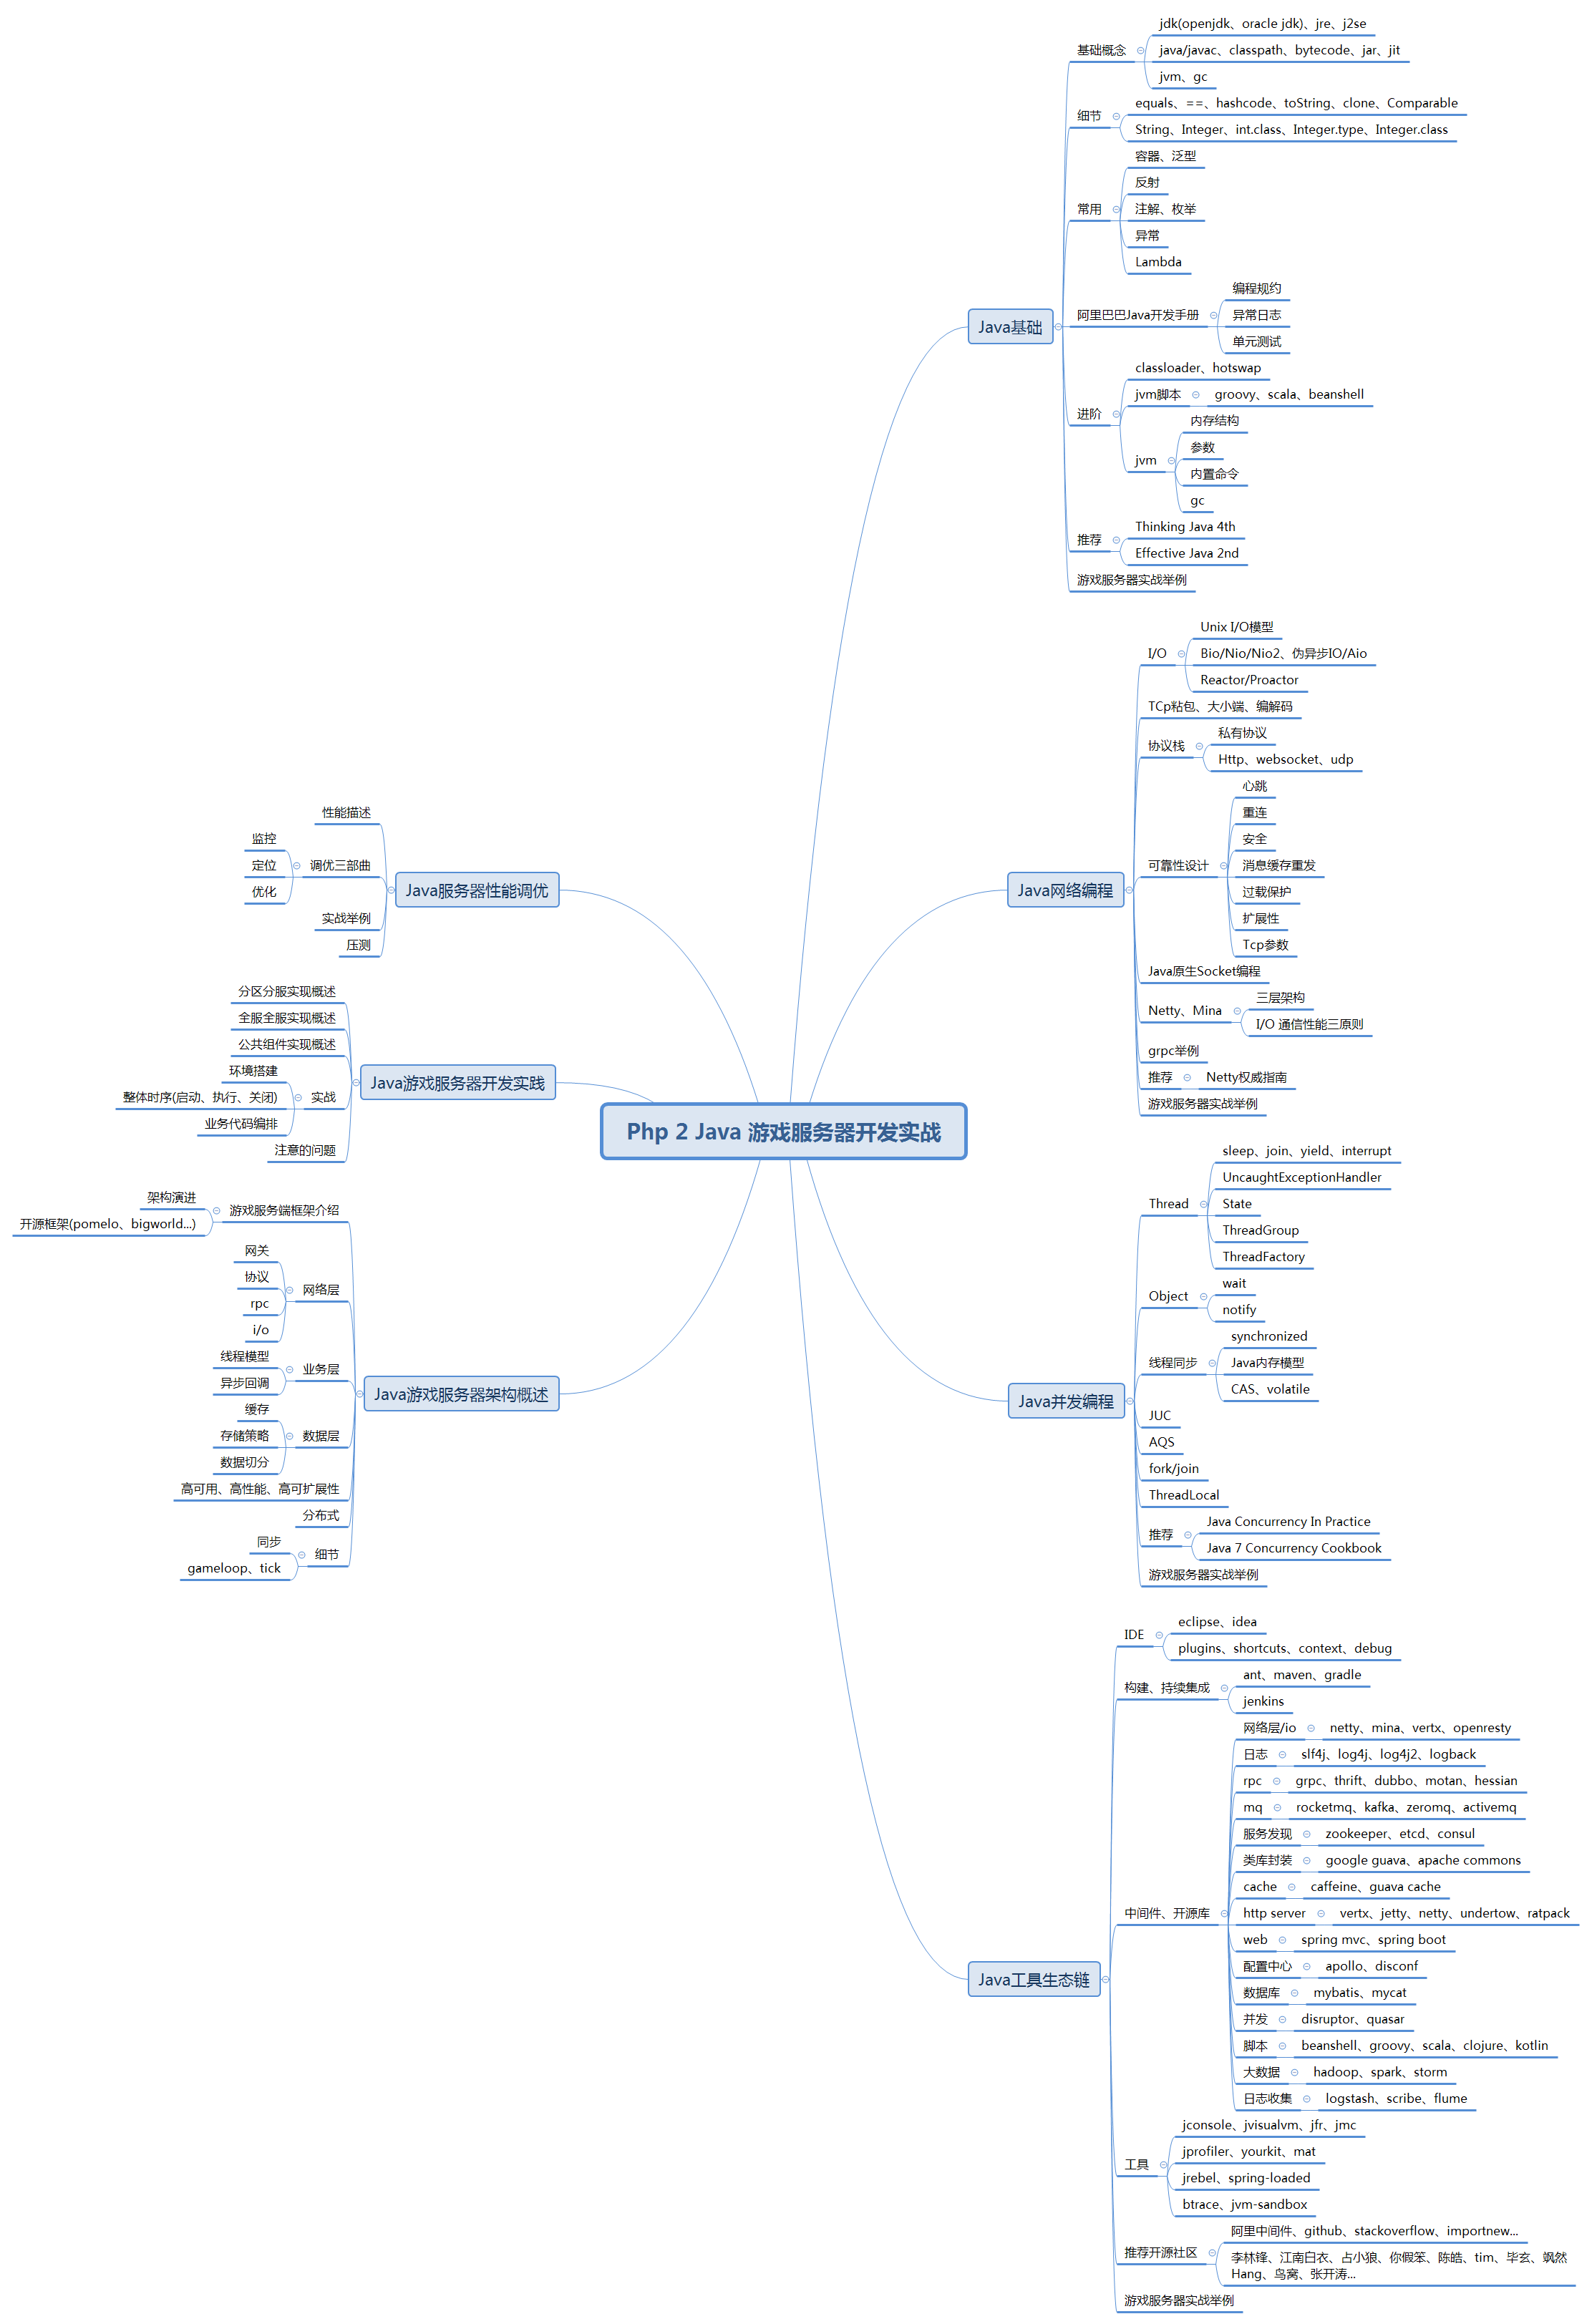 Php 2 Java 游戏服务器开发实战
Java基础
基础概念
jdk(openjdk、oracle jdk)、jre、j2se
java/javac、classpath、bytecode、jar、jit
jvm、gc
细节
equals、==、hashcode、toString、clone、Comparable
String、Integer、int.class、Integer.type、Integer.class
常用
容器、泛型
反射
注解、枚举
异常
Lambda
阿里巴巴Java开发手册
编程规约
异常日志
单元测试
进阶
classloader、hotswap
jvm脚本
groovy、scala、beanshell
jvm
内存结构
参数
内置命令
gc
推荐
Thinking Java 4th
Effective Java 2nd
游戏服务器实战举例
Java网络编程
I/O
Unix I/O模型
Bio/Nio/Nio2、伪异步IO/Aio
Reactor/Proactor
TCp粘包、大小端、编解码
协议栈
私有协议
Http、websocket、udp
可靠性设计
心跳
重连
安全
消息缓存重发
过载保护
扩展性
Tcp参数
Java原生Socket编程
Netty、Mina
三层架构
I/O 通信性能三原则
grpc举例
推荐
Netty权威指南
游戏服务器实战举例
Java并发编程
Thread
sleep、join、yield、interrupt
UncaughtExceptionHandler
State
ThreadGroup
ThreadFactory
Object
wait
notify
线程同步
synchronized
Java内存模型
CAS、volatile
JUC
AQS
fork/join
ThreadLocal
推荐
Java Concurrency In Practice
Java 7 Concurrency Cookbook
游戏服务器实战举例
Java工具生态链
IDE
eclipse、idea
plugins、shortcuts、context、debug
构建、持续集成
ant、maven、gradle
jenkins
中间件、开源库
网络层/io
netty、mina、vertx、openresty
日志
slf4j、log4j、log4j2、logback
rpc
grpc、thrift、dubbo、motan、hessian
mq
rocketmq、kafka、zeromq、activemq
服务发现
zookeeper、etcd、consul
类库封装
google guava、apache commons
cache
caffeine、guava cache
http server
vertx、jetty、netty、undertow、ratpack
web
spring mvc、spring boot
配置中心
apollo、disconf
数据库
mybatis、mycat
并发
disruptor、quasar
脚本
beanshell、groovy、scala、clojure、kotlin
大数据
hadoop、spark、storm
日志收集
logstash、scribe、flume
工具
jconsole、jvisualvm、jfr、jmc
jprofiler、yourkit、mat
jrebel、spring-loaded
btrace、jvm-sandbox
推荐开源社区
阿里中间件、github、stackoverflow、importnew...
李林锋、江南白衣、占小狼、你假笨、陈皓、tim、毕玄、飒然
Hang、鸟窝、张开涛...
游戏服务器实战举例
Java服务器性能调优
性能描述
调优三部曲
监控
定位
优化
实战举例
压测
Java游戏服务器开发实践
分区分服实现概述
全服全服实现概述
公共组件实现概述
实战
环境搭建
整体时序(启动、执行、关闭)
业务代码编排
注意的问题
Java游戏服务器架构概述
游戏服务端框架介绍
架构演进
开源框架(pomelo、bigworld...)
网络层
网关
协议
rpc
i/o
业务层
线程模型
异步回调
数据层
缓存
存储策略
数据切分
高可用、高性能、高可扩展性
分布式
细节
同步
gameloop、tick